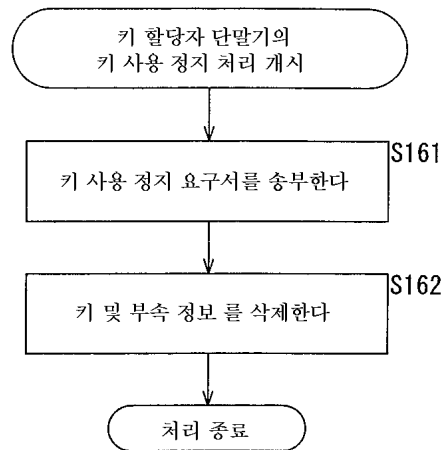 키 할당자 단말기의
키 사용 정지 처리 개시
S161
키 사용 정지 요구서를 송부한다
S162
키 및 부속 정보 를 삭제한다
처리 종료